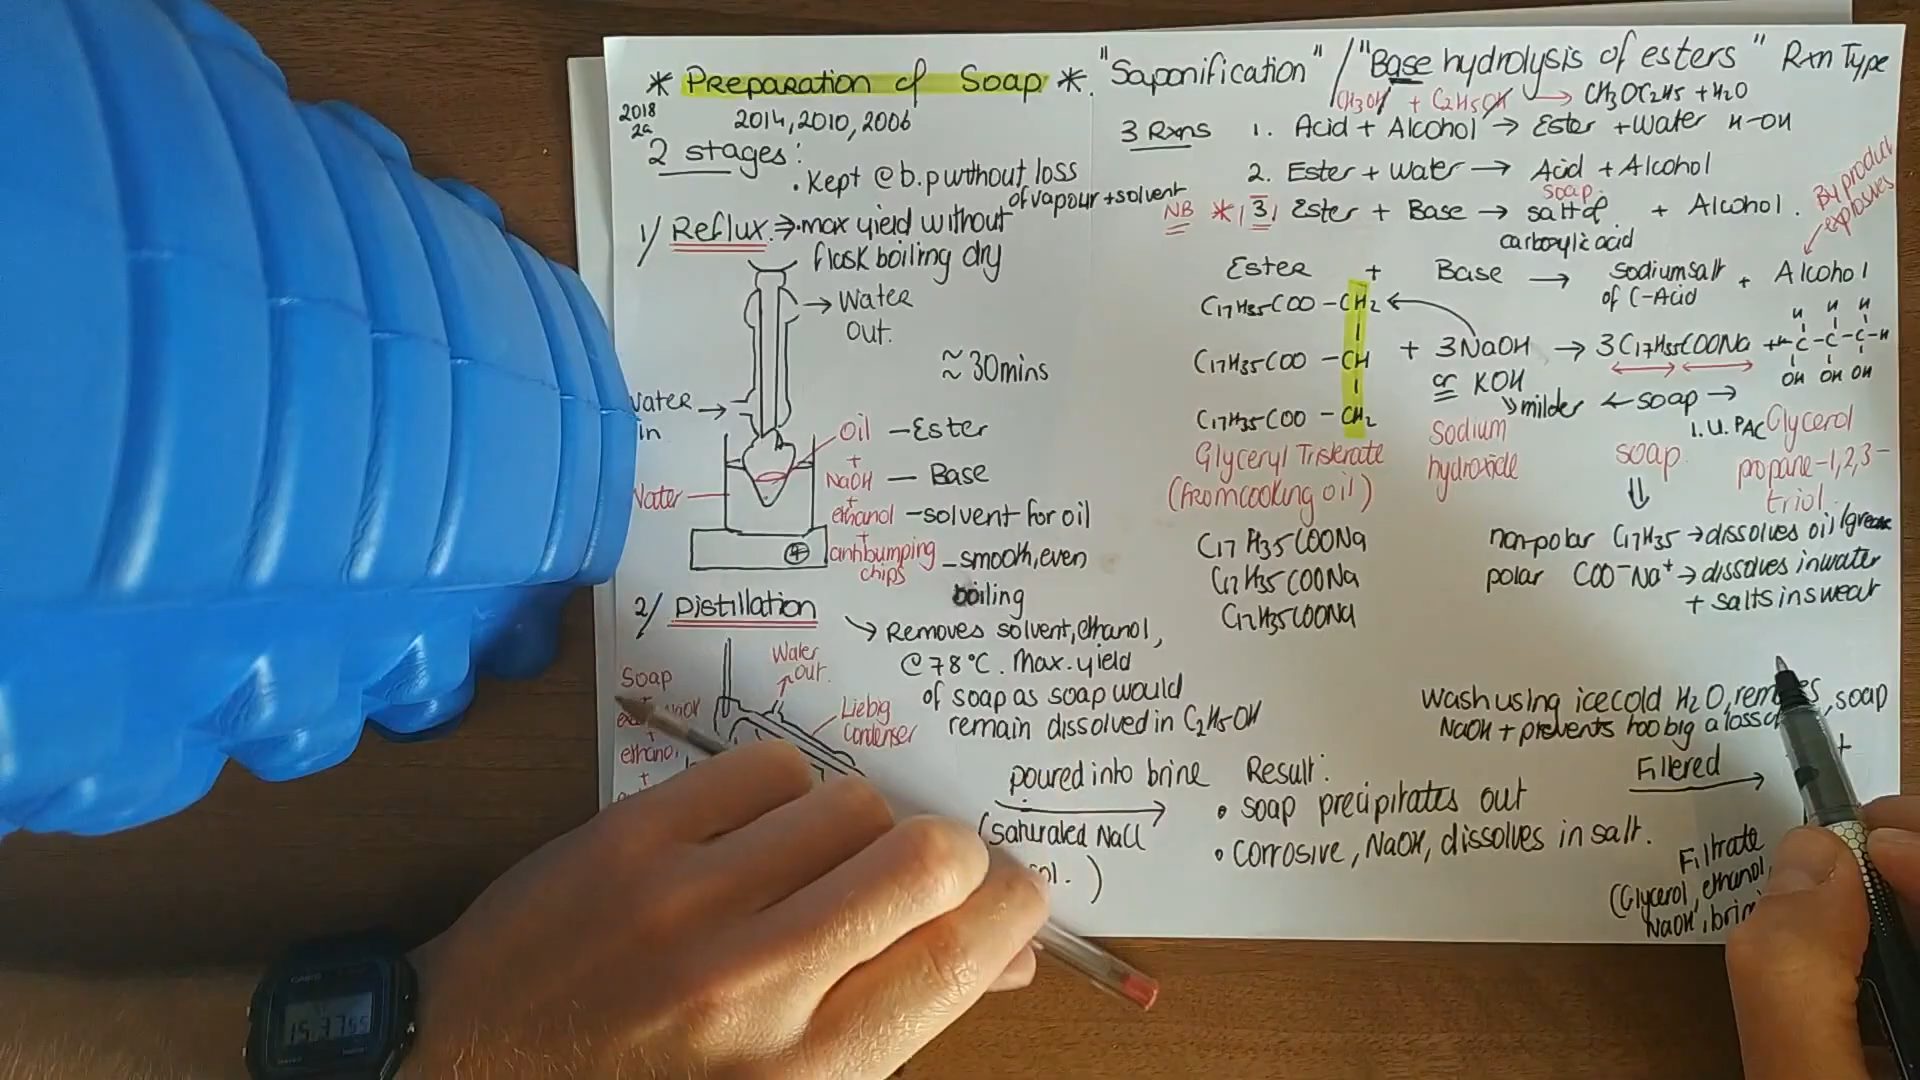 * Preparation of Soap *. "Saponification" / "Base hydrolysis of esters" Rxn Type
2018
2a
2014, 2010, 2006
2 stages:
• Kept @ b.p without loss
of vapour + solvent
1/ Reflux. ⇒ • max yield without
flask boiling dry
→ Water
Out.
≈ 30mins
Water →
in
Oil — Ester
+
NaOH — Base
+
Water
ethanol — solvent for oil
+
antibumping — smooth, even
chips
boiling
2/ Distillation
→ Removes solvent, ethanol,
@ 78°C. Max. yield
of soap as soap would
remain dissolved in C2H5OH
Water
out.
Soap
+
NaOH
+
ethanol
+
Liebig
Condenser
poured into brine
→
(saturated NaCl
sol.)
Result:
• soap precipitates out
• corrosive, NaOH, dissolves in salt.
CH3OH + C2H5OH → CH3OC2H5 + H2O
3 Rxns 1. Acid + Alcohol → Ester + Water H-OH
2. Ester + Water → Acid + Alcohol
soap
NB * 3, Ester + Base → salt of + Alcohol.
carboxylic acid
By product
explosives
Ester + Base → Sodium salt + Alcohol
of C-Acid
C17H35COO – CH2
C17H35COO – CH + 3NaOH → 3C17H35COONa +
or KOH
C17H35COO – CH2
milder ← soap →
H H H
H-C-C-C-H
OH OH OH
I.U.PAC Glycerol
propane-1,2,3-
triol.
Glyceryl Tristerate
(from cooking oil)
Sodium
hydroxide
soap
⇓
C17H35COONa
C17H35COONa
C17H35COONa
non-polar C17H35 → dissolves oil/grease
polar COO⁻Na⁺ → dissolves in water
+ salts in sweat
Wash using ice cold H2O, soap
NaOH + prevents too big a loss
Filtered
→
+
Filtrate
(Glycerol, ethanol,
NaOH,
CASIO